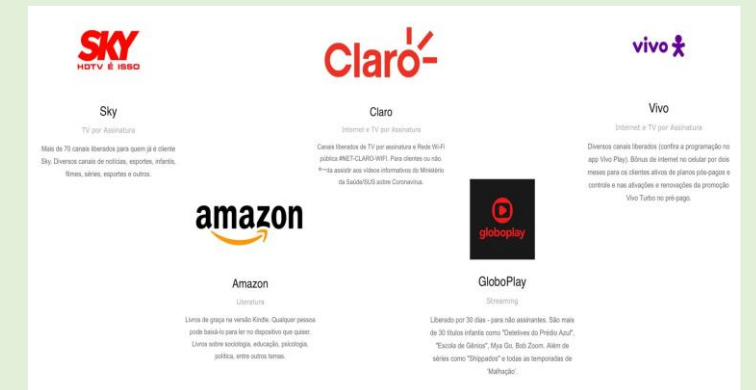 SKY
HDTV É ISSO
Sky
TV por Assinatura
Mais de 70 canais liberados para quem já é cliente
Sky. Diversos canais de notícias, esportes, infantis,
filmes, séries, esportes e outros.
Claro
Claro
Internet e TV por Assinatura
Canais liberados de TV por assinatura e Rede Wi-Fi
pública #NET-CLARO-WIFI. Para clientes ou não.
assistir aos vídeos informativos do Ministério
da Saúde/SUS sobre Coronavírus.
vivo
Vivo
Internet e TV por Assinatura
Diversos canais liberados (confira a programação no
app Vivo Play). Bônus de internet no celular por dois
meses para os clientes ativos de planos pós-pagos e
controle e nas ativações e renovações da promoção
Vivo Turbo no pré-pago.
amazon
Amazon
Literatura
Livros de graça na versão Kindle. Qualquer pessoa
pode baixá-lo para ler no dispositivo que quiser.
Livros sobre sociologia, educação, psicologia,
política, entre outros temas.
globoplay
GloboPlay
Streaming
Liberado por 30 dias - para não assinantes. São mais
de 30 títulos infantis como "Detetives do Prédio Azul",
"Escola de Gênios", Mya Go, Bob Zoom. Além de
séries como "Shippados" e todas as temporadas de
'Malhação'.